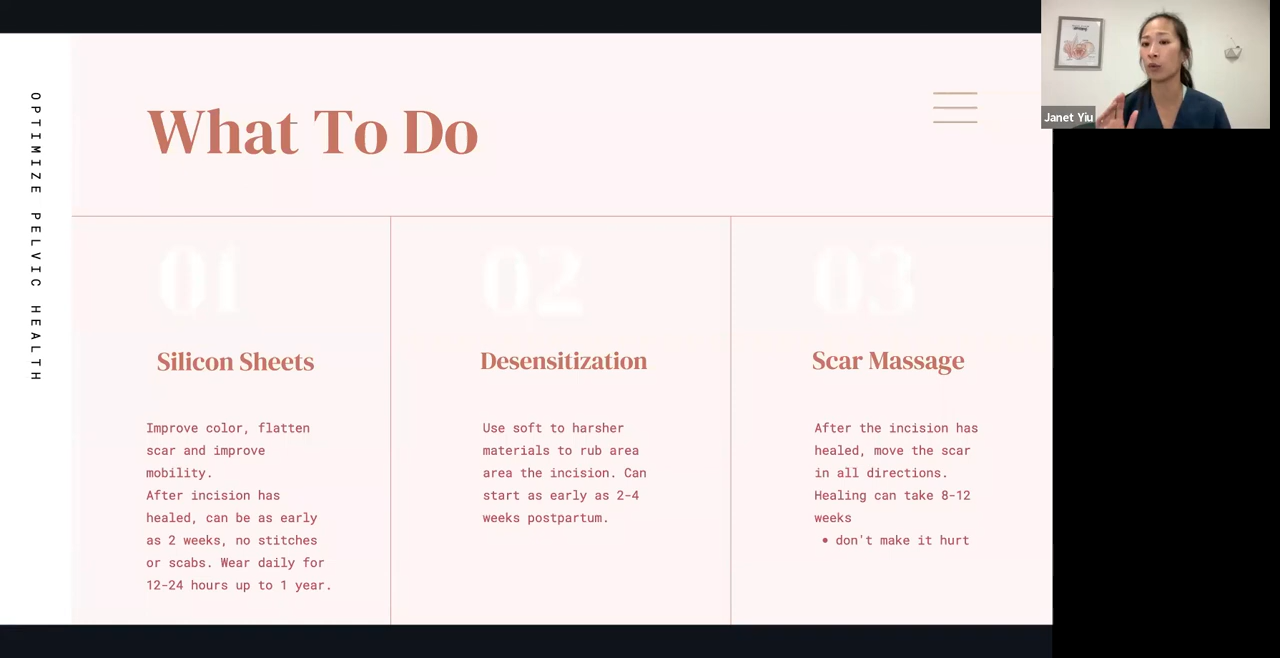 OPTIMIZE PELVIC HEALTH
What To Do
Janet Yiu
01
Silicon Sheets
Improve color, flatten
scar and improve
mobility.
After incision has
healed, can be as early
as 2 weeks, no stitches
or scabs. Wear daily for
12-24 hours up to 1 year.
02
Desensitization
Use soft to harsher
materials to rub area
area the incision. Can
start as early as 2-4
weeks postpartum.
03
Scar Massage
After the incision has
healed, move the scar
in all directions.
Healing can take 8-12
weeks
• don't make it hurt